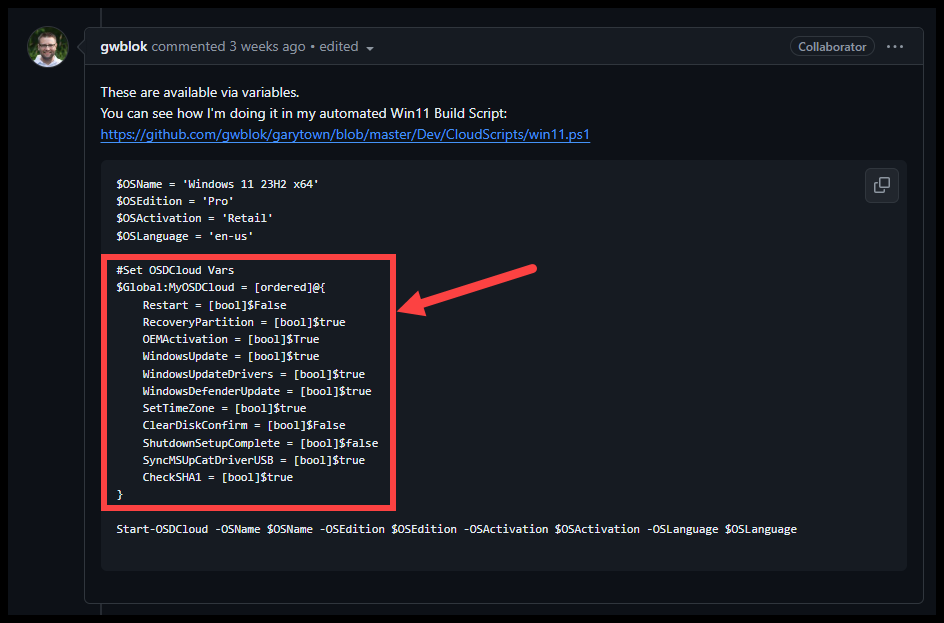 gwblok commented 3 weeks ago • edited
Collaborator
These are available via variables.
You can see how I'm doing it in my automated Win11 Build Script:
https://github.com/gwblok/garytown/blob/master/Dev/CloudScripts/win11.ps1
$OSName = 'Windows 11 23H2 x64'
$OSEdition = 'Pro'
$OSActivation = 'Retail'
$OSLanguage = 'en-us'
#Set OSDCloud Vars
$Global:MyOSDCloud = [ordered]@{
    Restart = [bool]$False
    RecoveryPartition = [bool]$true
    OEMActivation = [bool]$True
    WindowsUpdate = [bool]$true
    WindowsUpdateDrivers = [bool]$true
    WindowsDefenderUpdate = [bool]$true
    SetTimeZone = [bool]$true
    ClearDiskConfirm = [bool]$False
    ShutdownSetupComplete = [bool]$false
    SyncMSUpCatDriverUSB = [bool]$true
    CheckSHA1 = [bool]$true
}
Start-OSDCloud -OSName $OSName -OSEdition $OSEdition -OSActivation $OSActivation -OSLanguage $OSLanguage